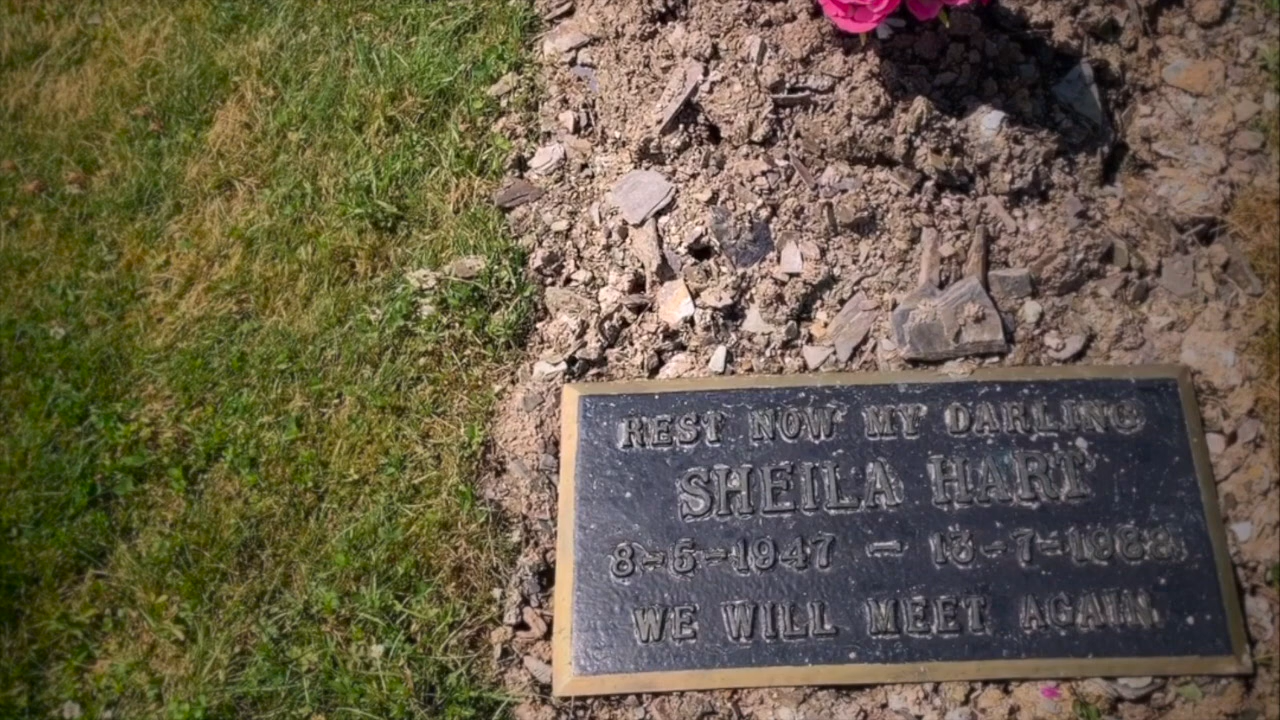 REST NOW MY DARLING
SHEILA HART
8-6-1947 - 13-7-1988
WE WILL MEET AGAIN